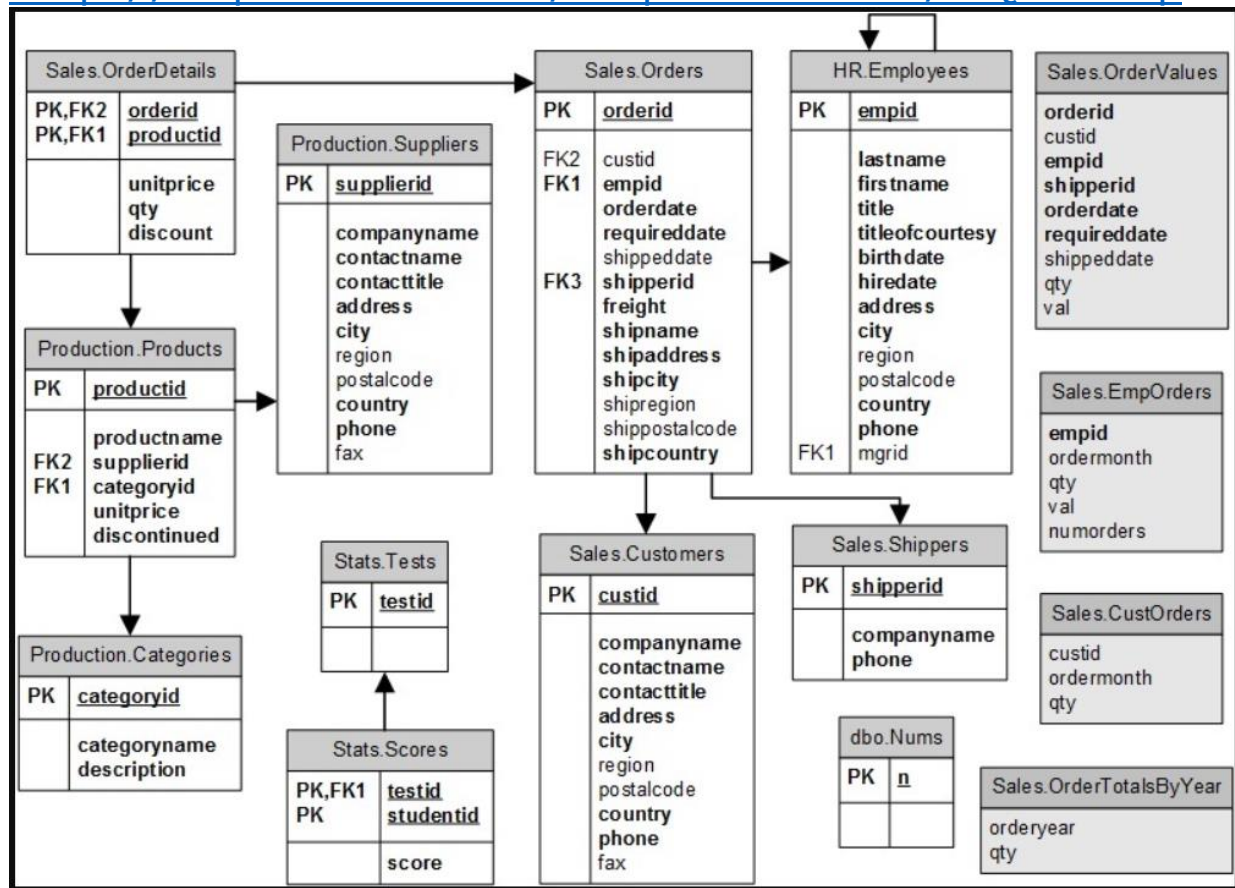 Sales.OrderDetails
PK,FK2 orderid
PK,FK1 productid
unitprice
qty
discount
Production.Suppliers
PK supplierid
companyname
contactname
contacttitle
address
city
region
postalcode
country
phone
fax
Sales.Orders
PK orderid
FK2 custid
FK1 empid
orderdate
requireddate
shippeddate
FK3 shipperid
freight
shipname
shipaddress
shipcity
shipregion
shippostalcode
shipcountry
HR.Employees
PK empid
lastname
firstname
title
titleofcourtesy
birthdate
hiredate
address
city
region
postalcode
country
phone
FK1 mgrid
Sales.OrderValues
orderid
custid
empid
shipperid
orderdate
requireddate
shippeddate
qty
val
Production.Products
PK productid
productname
FK2 supplierid
FK1 categoryid
unitprice
discontinued
Sales.EmpOrders
empid
ordermonth
qty
val
numorders
Stats.Tests
PK testid
Sales.Customers
PK custid
companyname
contactname
contacttitle
address
city
region
postalcode
country
phone
fax
Sales.Shippers
PK shipperid
companyname
phone
Sales.CustOrders
custid
ordermonth
qty
Production.Categories
PK categoryid
categoryname
description
Stats.Scores
PK,FK1 testid
PK studentid
score
dbo.Nums
PK n
Sales.OrderTotalsByYear
orderyear
qty